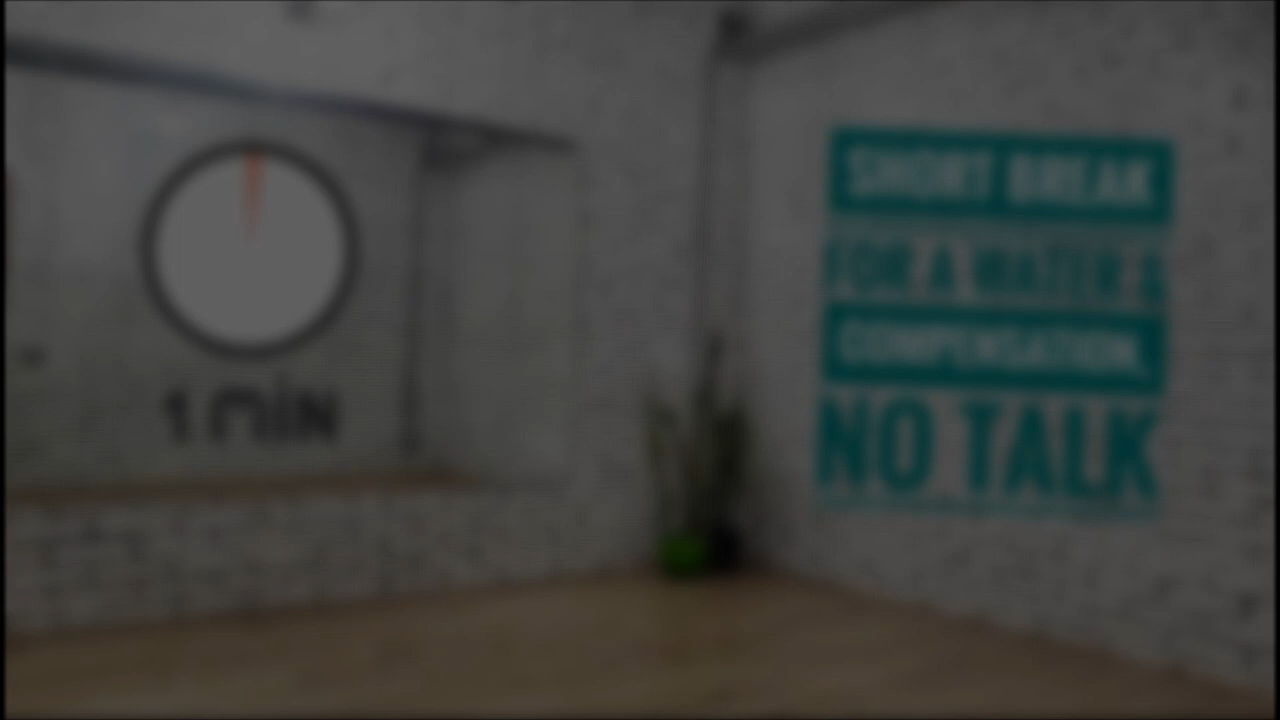 1 MiN
SHORT BREAK
FOR A WATER &
COMPENSATION,
NO TALK